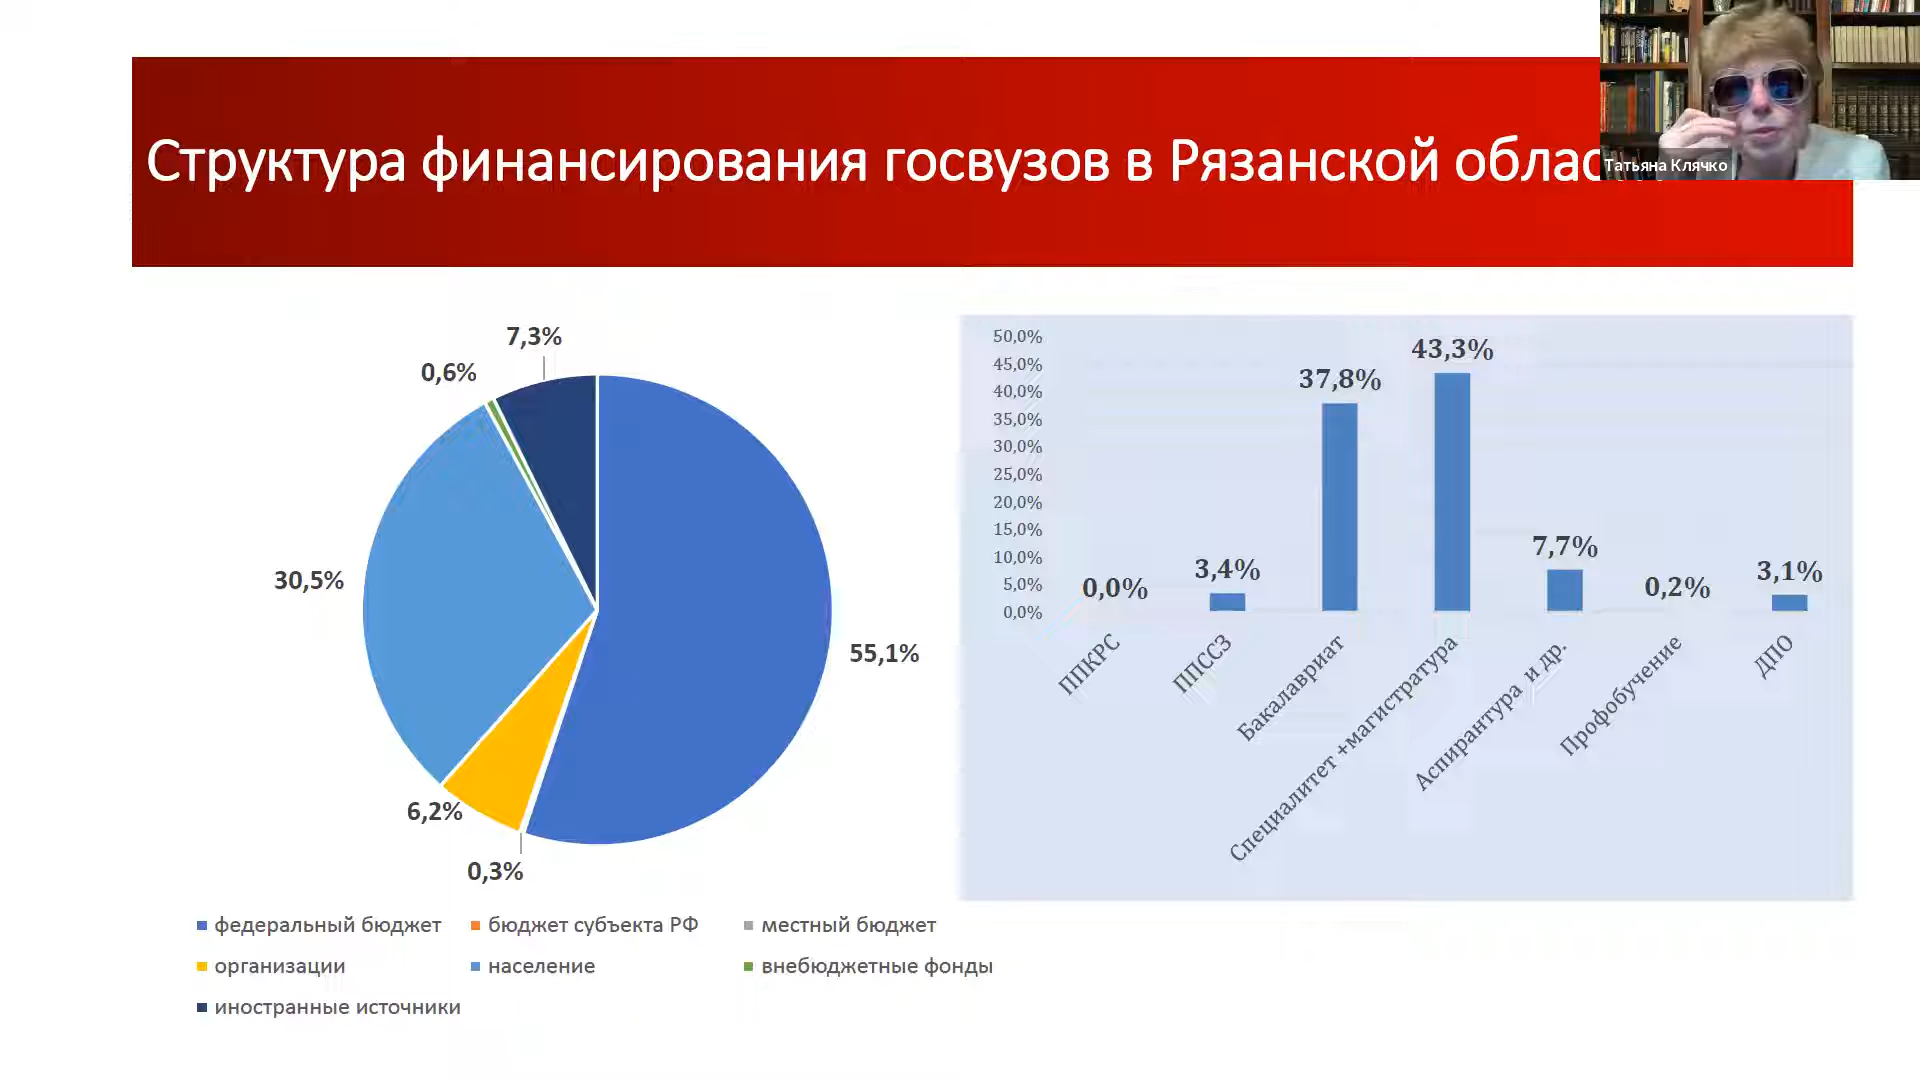 Структура финансирования госвузов в Рязанской облас
Татьяна Клячко
7,3%
0,6%
30,5%
55,1%
6,2%
0,3%
федеральный бюджет
бюджет субъекта РФ
местный бюджет
организации
население
внебюджетные фонды
иностранные источники
50,0%
45,0%
40,0%
35,0%
30,0%
25,0%
20,0%
15,0%
10,0%
5,0%
0,0%
0,0%
3,4%
37,8%
43,3%
7,7%
0,2%
3,1%
ППКРС
ППССЗ
Бакалавриат
Специалитет +магистратура
Аспирантура и др.
Профобучение
ДПО